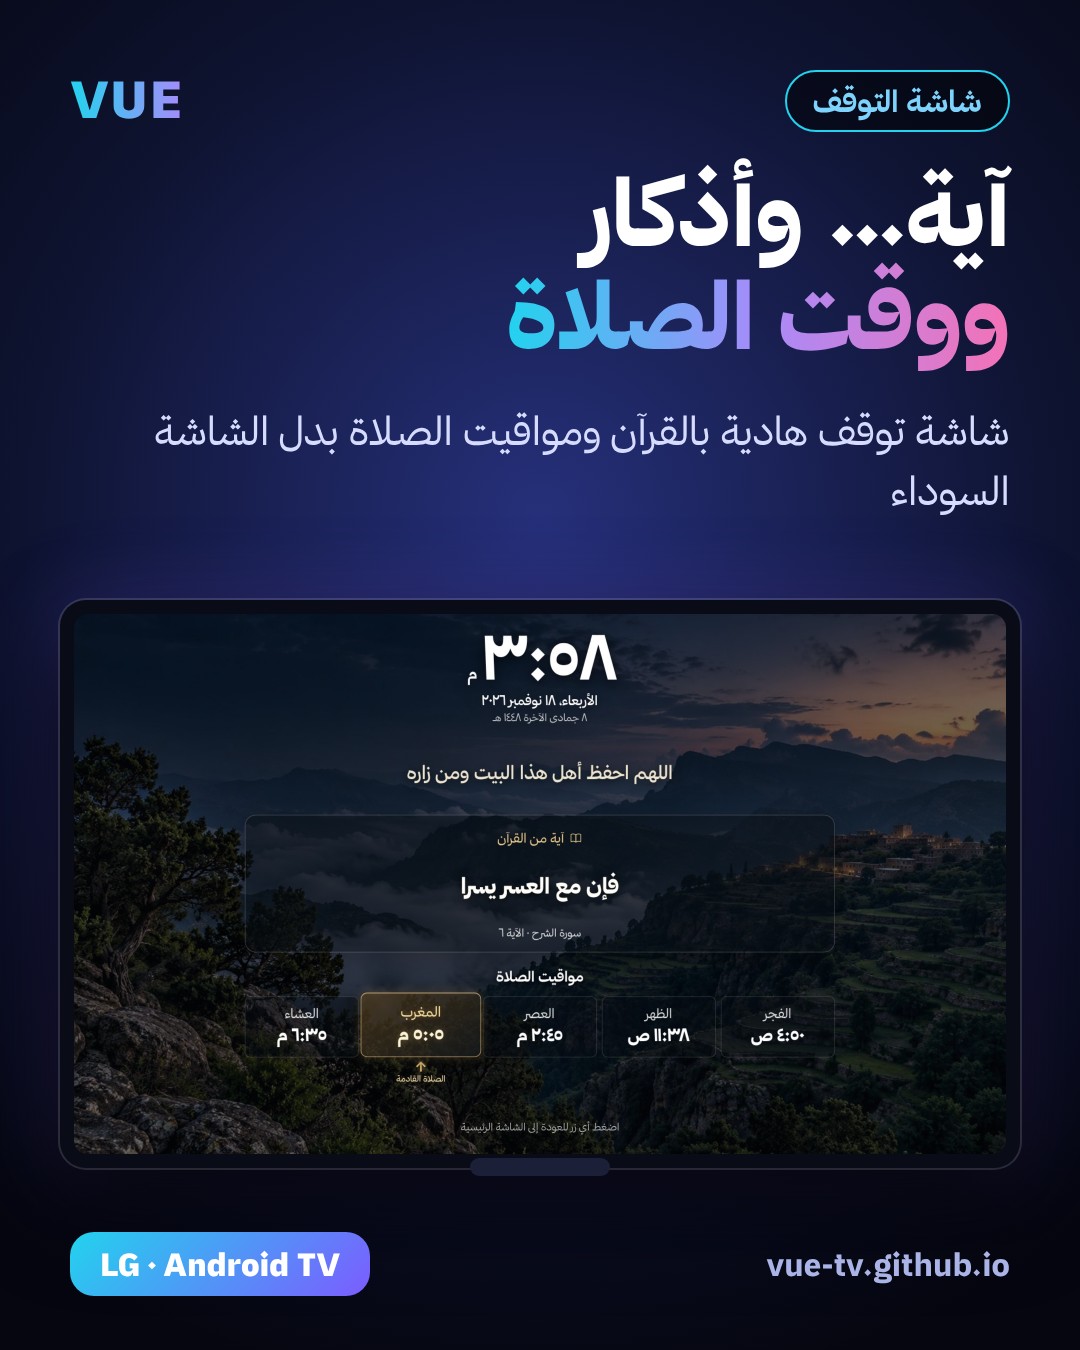 VUE
شاشة التوقف
آية... وأذكار
ووقت الصلاة
شاشة توقف هادية بالقرآن ومواقيت الصلاة بدل الشاشة
السوداء
٣:٥٨ م
الأربعاء، ١٨ نوفمبر ٢٠٢٦
٨ جمادى الآخرة ١٤٤٨ هـ
اللهم احفظ أهل هذا البيت ومن زاره
آية من القرآن
فإن مع العسر يسرا
سورة الشرح · الآية ٦
مواقيت الصلاة
الفجر
٤:٥٠ ص
الظهر
١١:٣٨ ص
العصر
٢:٤٥ م
المغرب
٥:٠٥ م
العشاء
٦:٣٥ م
الصلاة القادمة
اضغط أي زر للعودة إلى الشاشة الرئيسية
LG · Android TV
vue-tv.github.io